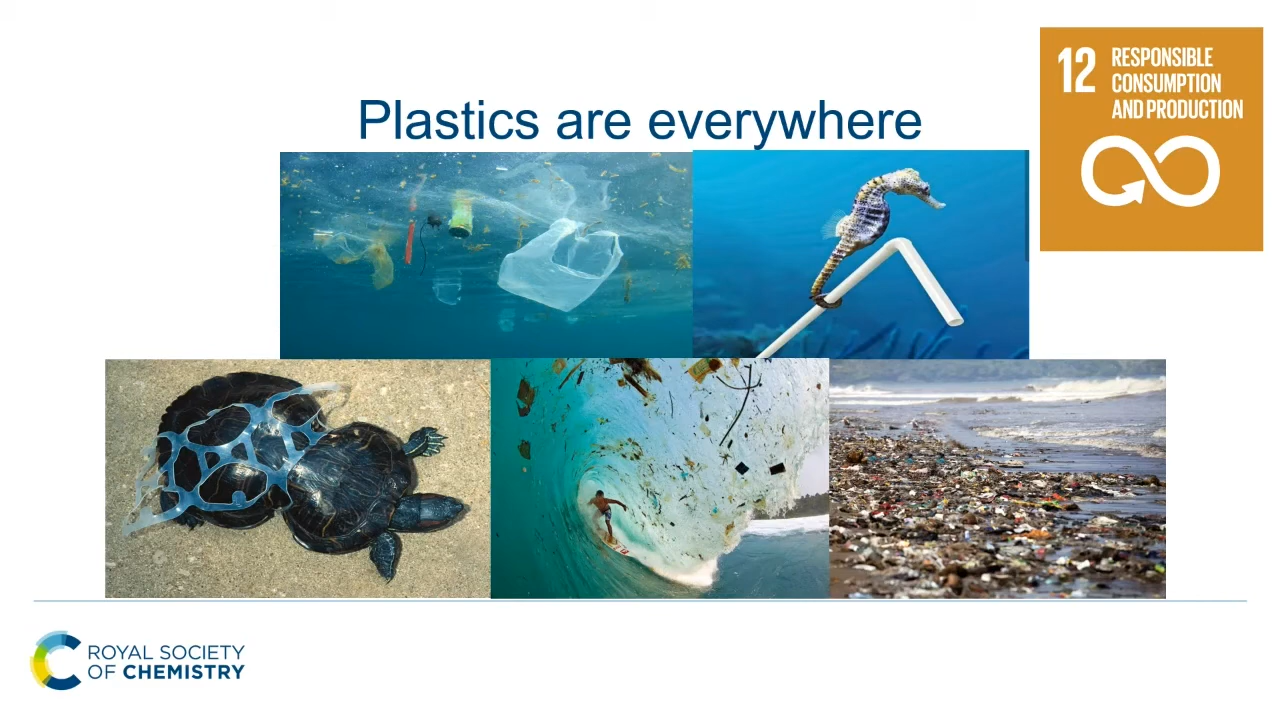 Plastics are everywhere
12 RESPONSIBLE
CONSUMPTION
AND PRODUCTION
ROYAL SOCIETY
OF CHEMISTRY